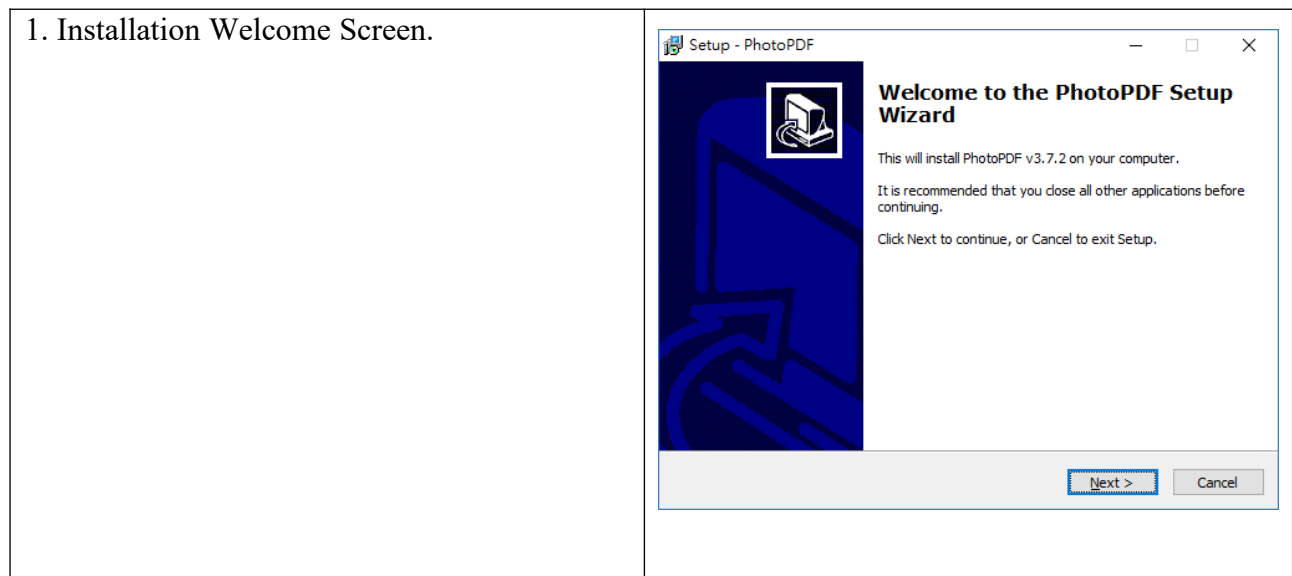 1. Installation Welcome Screen.
Setup - PhotoPDF
Welcome to the PhotoPDF Setup
Wizard
This will install PhotoPDF v3.7.2 on your computer.
It is recommended that you close all other applications before
continuing.
Click Next to continue, or Cancel to exit Setup.
Next >
Cancel